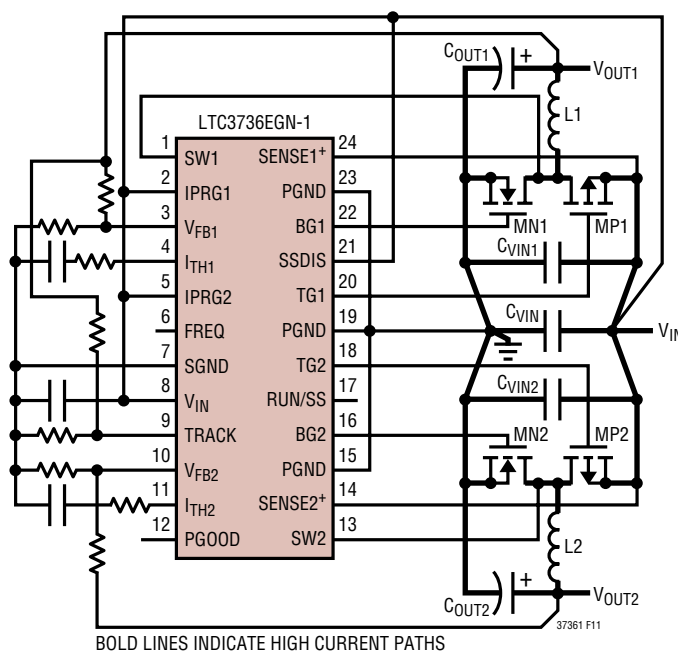 COUT1
+
VOUT1
L1
LTC3736EGN-1
1 SW1 SENSE1+ 24
2 IPRG1 PGND 23
3 VFB1 BG1 22
4 ITH1 SSDIS 21
5 IPRG2 TG1 20
6 FREQ PGND 19
7 SGND TG2 18
8 VIN RUN/SS 17
9 TRACK BG2 16
10 VFB2 PGND 15
11 ITH2 SENSE2+ 14
12 PGOOD SW2 13
MN1 MP1
CVIN1
CVIN
VIN
CVIN2
MN2 MP2
L2
COUT2
+
VOUT2
37361 F11
BOLD LINES INDICATE HIGH CURRENT PATHS